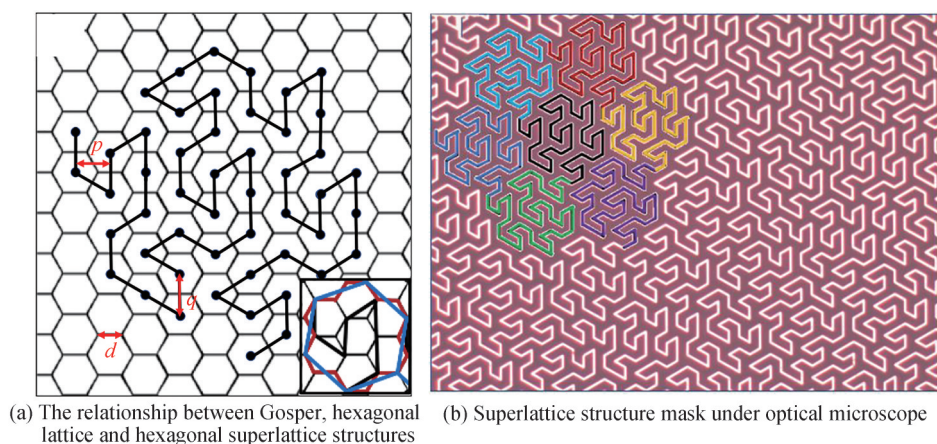 p
q
d
(a) The relationship between Gosper, hexagonal
lattice and hexagonal superlattice structures
(b) Superlattice structure mask under optical microscope